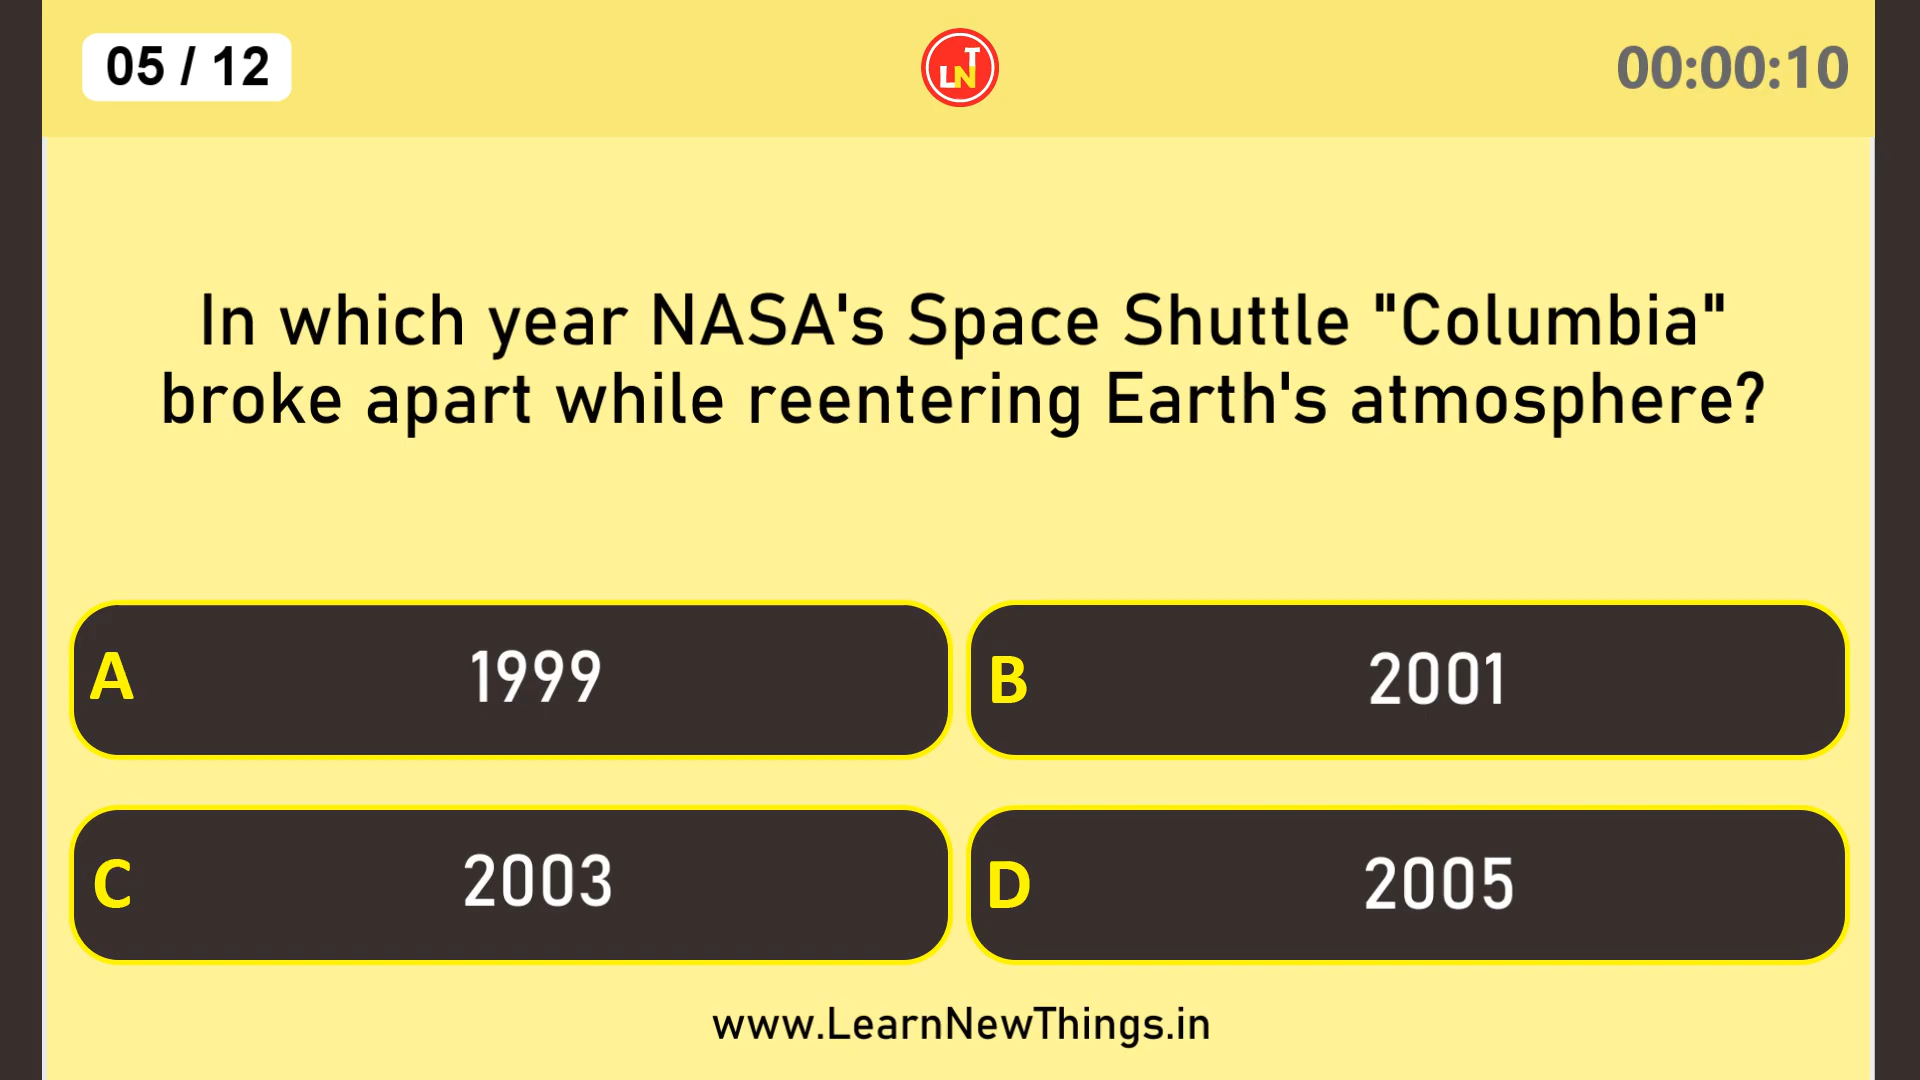 05 / 12
LNT
00:00:10
In which year NASA's Space Shuttle "Columbia"
broke apart while reentering Earth's atmosphere?
A 1999
B 2001
C 2003
D 2005
www.LearnNewThings.in